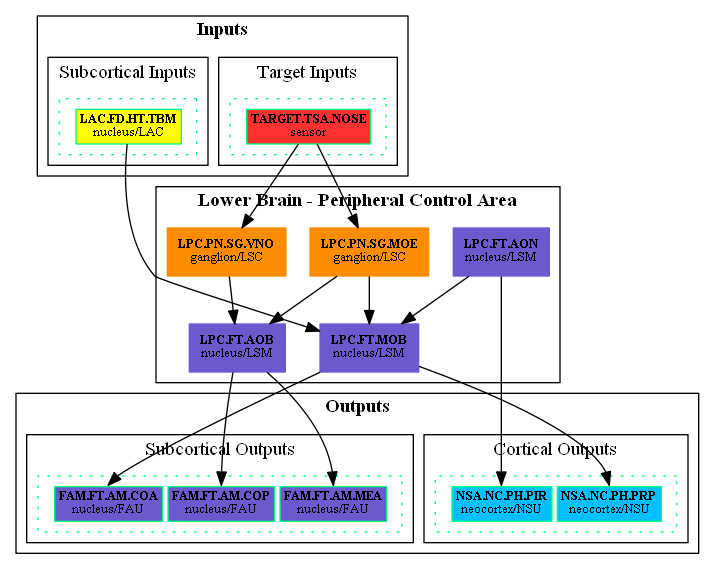 Inputs
Subcortical Inputs
Target Inputs
LAC.FD.HT.TBM
nucleus/LAC
TARGET.TSA.NOSE
sensor
Lower Brain - Peripheral Control Area
LPC.PN.SG.VNO
ganglion/LSC
LPC.PN.SG.MOE
ganglion/LSC
LPC.FT.AON
nucleus/LSM
LPC.FT.AOB
nucleus/LSM
LPC.FT.MOB
nucleus/LSM
Outputs
Subcortical Outputs
Cortical Outputs
FAM.FT.AM.COA
nucleus/FAU
FAM.FT.AM.COP
nucleus/FAU
FAM.FT.AM.MEA
nucleus/FAU
NSA.NC.PH.PIR
neocortex/NSU
NSA.NC.PH.PRP
neocortex/NSU